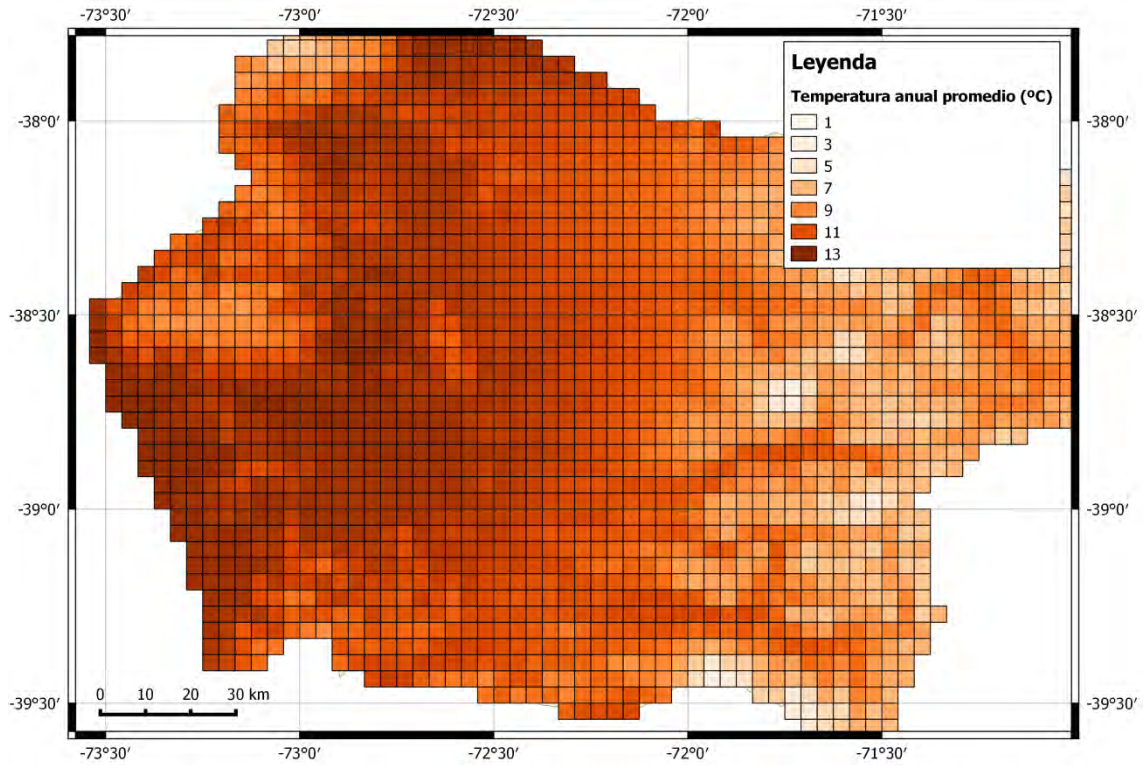 -73°30′ -73°0′ -72°30′ -72°0′ -71°30′
Leyenda
Temperatura anual promedio (ºC)
1
3
5
7
9
11
13
-38°0′ -38°0′
-38°30′ -38°30′
-39°0′ -39°0′
0 10 20 30 km
-39°30′ -39°30′
-73°30′ -73°0′ -72°30′ -72°0′ -71°30′